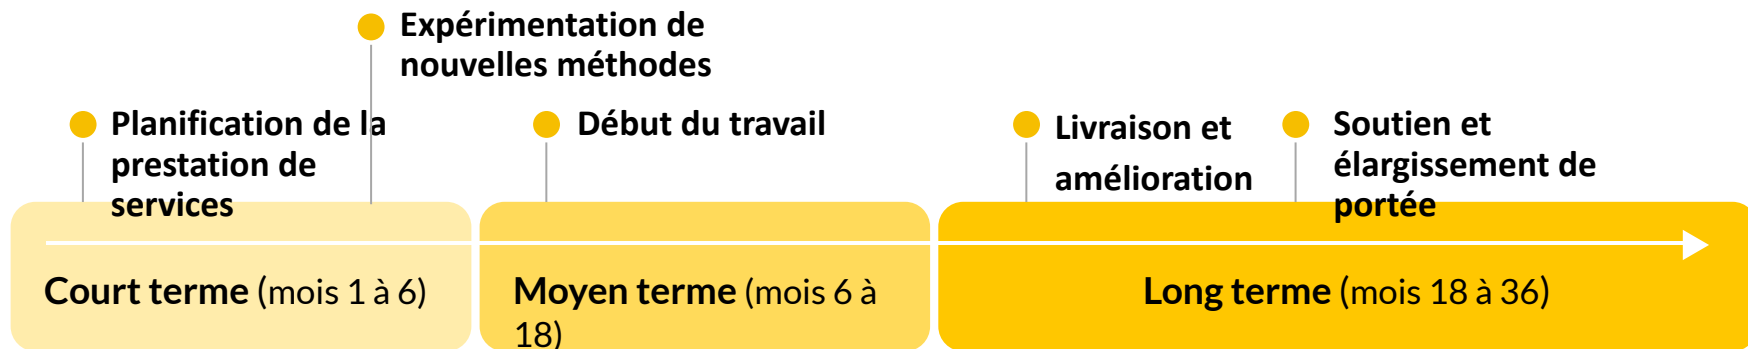 Expérimentation de
nouvelles méthodes
Planification de la
prestation de
services
Début du travail
Livraison et
amélioration
Soutien et
élargissement de
portée
Court terme (mois 1 à 6)
Moyen terme (mois 6 à
18)
Long terme (mois 18 à 36)